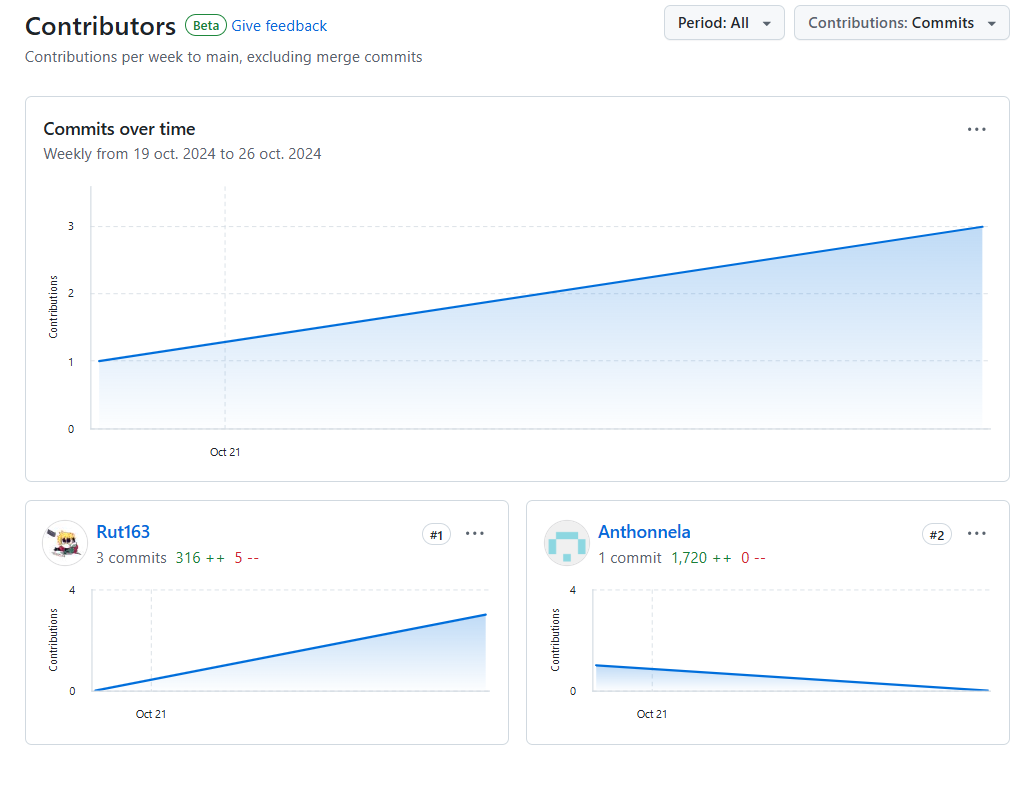 Contributors Beta Give feedback
Period: All
Contributions: Commits
Contributions per week to main, excluding merge commits
Commits over time
Weekly from 19 oct. 2024 to 26 oct. 2024
3
2
1
0
Contributions
Oct 21
Rut163 #1
3 commits 316 ++ 5 --
4
0
Contributions
Oct 21
Anthonnela #2
1 commit 1,720 ++ 0 --
4
0
Contributions
Oct 21